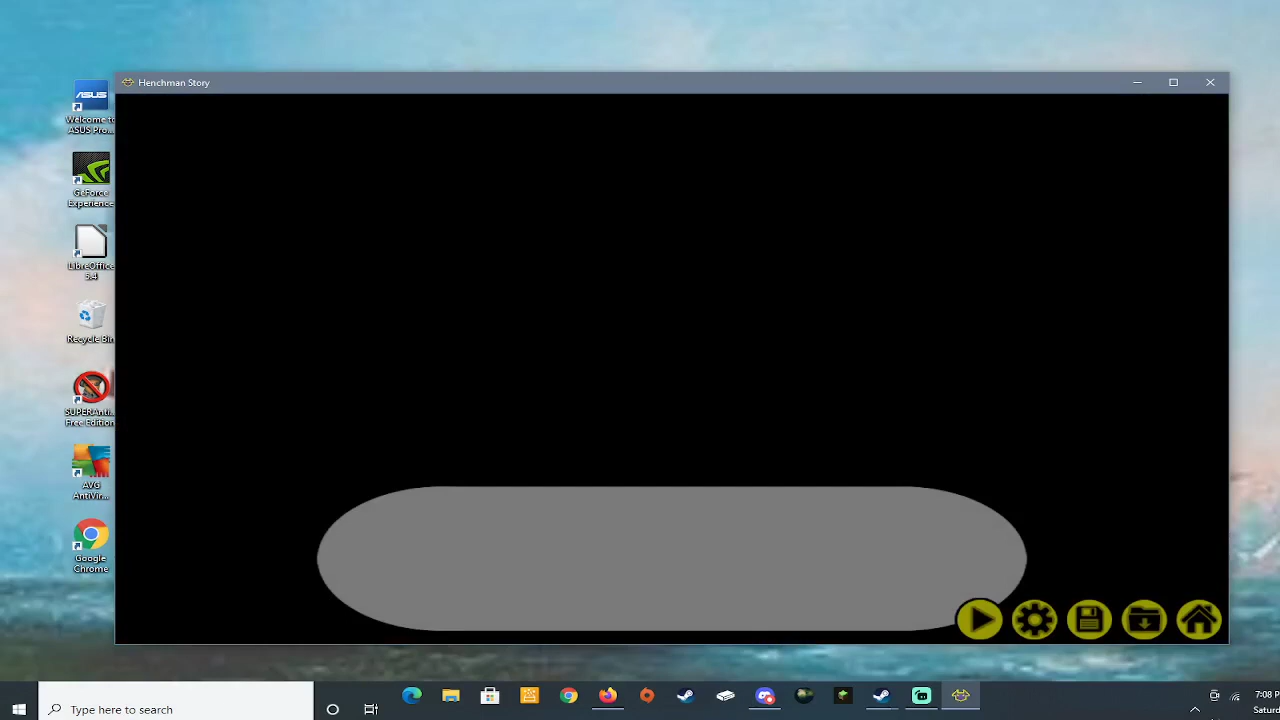 Henchman Story
ASUS
Welcome to
ASUS Pro...
GeForce
Experience
LibreOffice
5.4
Recycle Bin
SUPERAnti...
Free Edition
AVG
AntiVir...
Google
Chrome
Type here to search
7:08 P
Saturd